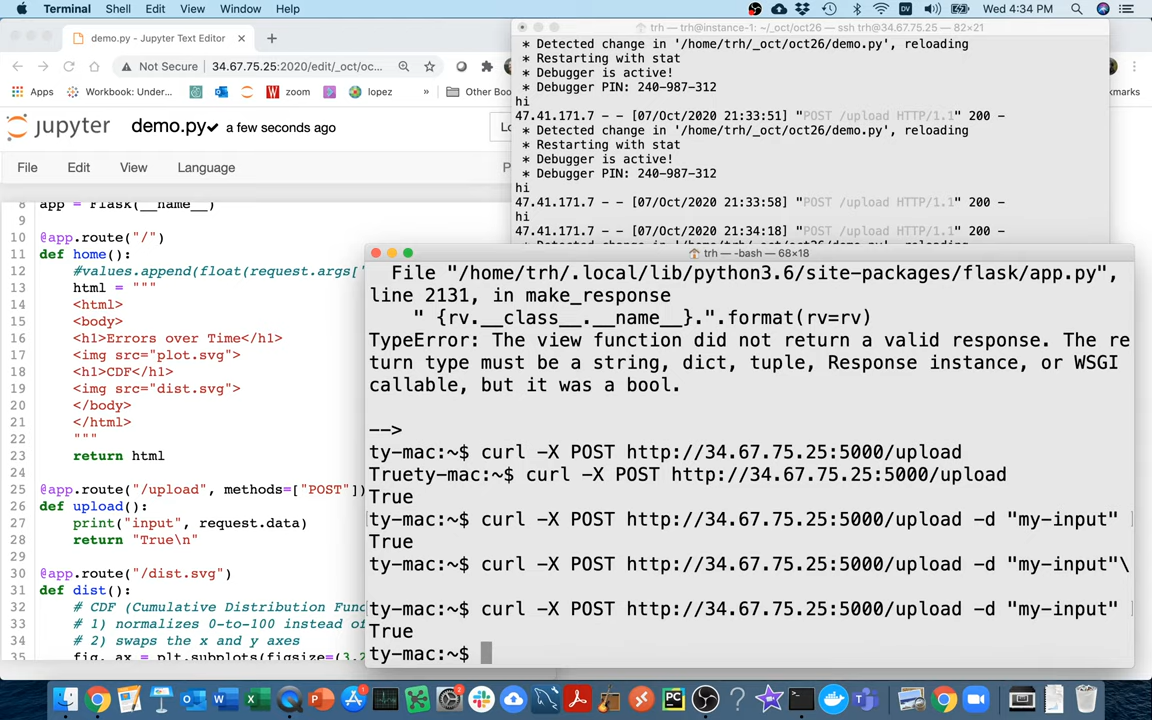 Terminal Shell Edit View Window Help
DV Wed 4:34 PM
demo.py - Jupyter Text Editor
Not Secure 34.67.75.25:2020/edit/_oct/oc...
Apps Workbook: Under... zoom lopez » Other Boo
kmarks
jupyter demo.py✔ a few seconds ago
Lo
File Edit View Language
8 app = Flask(__name__)
9
10 @app.route("/")
11 def home():
12 #values.append(float(request.args["
13 html = """
14 <html>
15 <body>
16 <h1>Errors over Time</h1>
17 <img src="plot.svg">
18 <h1>CDF</h1>
19 <img src="dist.svg">
20 </body>
21 </html>
22 """
23 return html
24
25 @app.route("/upload", methods=["POST"])
26 def upload():
27 print("input", request.data)
28 return "True\n"
29
30 @app.route("/dist.svg")
31 def dist():
32 # CDF (Cumulative Distribution Func
33 # 1) normalizes 0-to-100 instead of
34 # 2) swaps the x and y axes
35 fig, ax = plt.subplots(figsize=(3.2
trh — trh@instance-1: ~/_oct/oct26 — ssh trh@34.67.75.25 — 82×21
* Detected change in '/home/trh/_oct/oct26/demo.py', reloading
* Restarting with stat
* Debugger is active!
* Debugger PIN: 240-987-312
hi
47.41.171.7 - - [07/Oct/2020 21:33:51] "POST /upload HTTP/1.1" 200 -
* Detected change in '/home/trh/_oct/oct26/demo.py', reloading
* Restarting with stat
* Debugger is active!
* Debugger PIN: 240-987-312
hi
47.41.171.7 - - [07/Oct/2020 21:33:58] "POST /upload HTTP/1.1" 200 -
hi
47.41.171.7 - - [07/Oct/2020 21:34:18] "POST /upload HTTP/1.1" 200 -
trh — -bash — 68×18
File "/home/trh/.local/lib/python3.6/site-packages/flask/app.py",
line 2131, in make_response
" {rv.__class__.__name__}.".format(rv=rv)
TypeError: The view function did not return a valid response. The re
turn type must be a string, dict, tuple, Response instance, or WSGI
callable, but it was a bool.
-->
ty-mac:~$ curl -X POST http://34.67.75.25:5000/upload
Truety-mac:~$ curl -X POST http://34.67.75.25:5000/upload
True
ty-mac:~$ curl -X POST http://34.67.75.25:5000/upload -d "my-input"
True
ty-mac:~$ curl -X POST http://34.67.75.25:5000/upload -d "my-input"\
ty-mac:~$ curl -X POST http://34.67.75.25:5000/upload -d "my-input"
True
ty-mac:~$